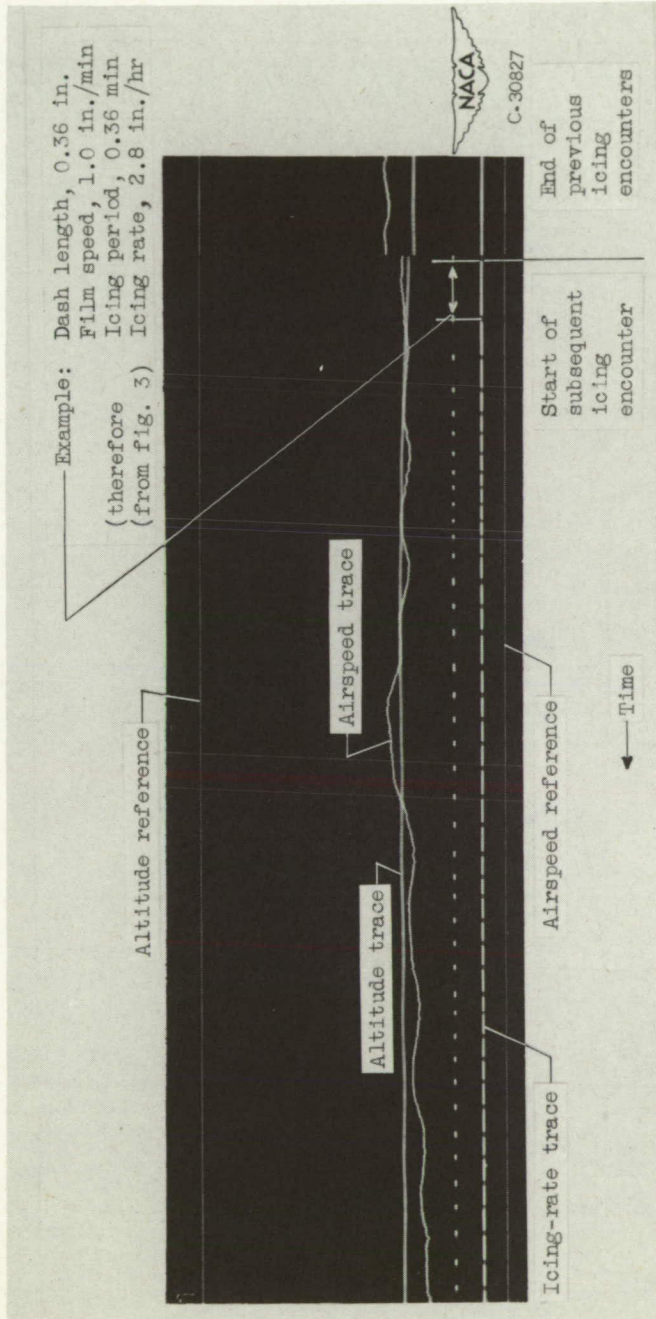 Example: Dash length, 0.36 in.
Film speed, 1.0 in./min
Icing period, 0.36 min
(therefore
(from fig. 3) Icing rate, 2.8 in./hr
Altitude reference
Airspeed trace
Altitude trace
NACA
C-30827
Icing-rate trace
Airspeed reference
Start of
subsequent
icing
encounter
End of
previous
icing
encounters
Time